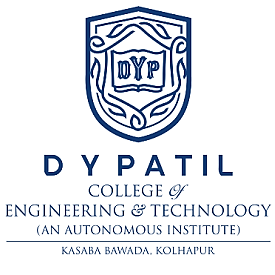 DYP
D Y PATIL
COLLEGE of
ENGINEERING & TECHNOLOGY
(AN AUTONOMOUS INSTITUTE)
KASABA BAWADA, KOLHAPUR